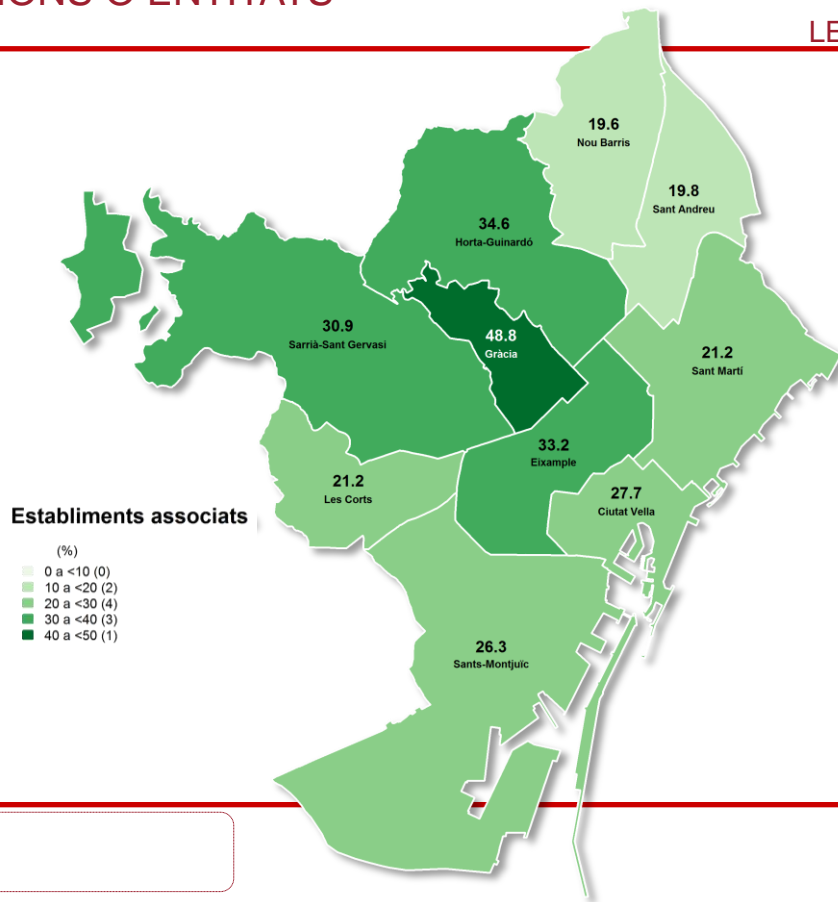 LE
19.6
Nou Barris
19.8
Sant Andreu
34.6
Horta-Guinardó
30.9
Sarrià-Sant Gervasi
48.8
Gràcia
21.2
Sant Martí
33.2
Eixample
21.2
Les Corts
27.7
Ciutat Vella
Establiments associats
(%)
0 a <10 (0)
10 a <20 (2)
20 a <30 (4)
30 a <40 (3)
40 a <50 (1)
26.3
Sants-Montjuïc